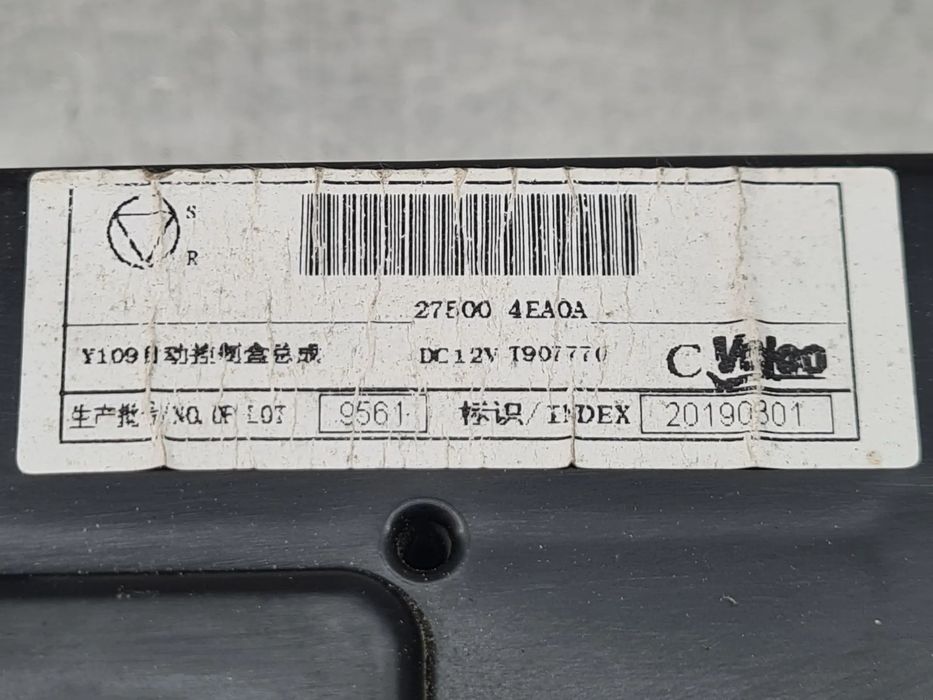 S
R
27500 4EA0A
Y109自动控制盒总成 DC12V T907770 C Valeo
生产批号/NO. OF LOT 9561 标识/INDEX 20190801